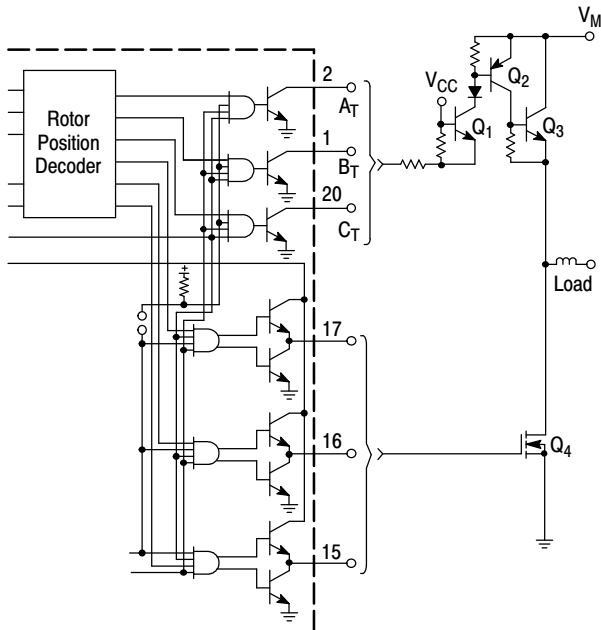 V_M
2
V_CC
Q_2
A_T
Q_1
Q_3
Rotor
Position
Decoder
1
B_T
20
C_T
+
Load
17
16
Q_4
15